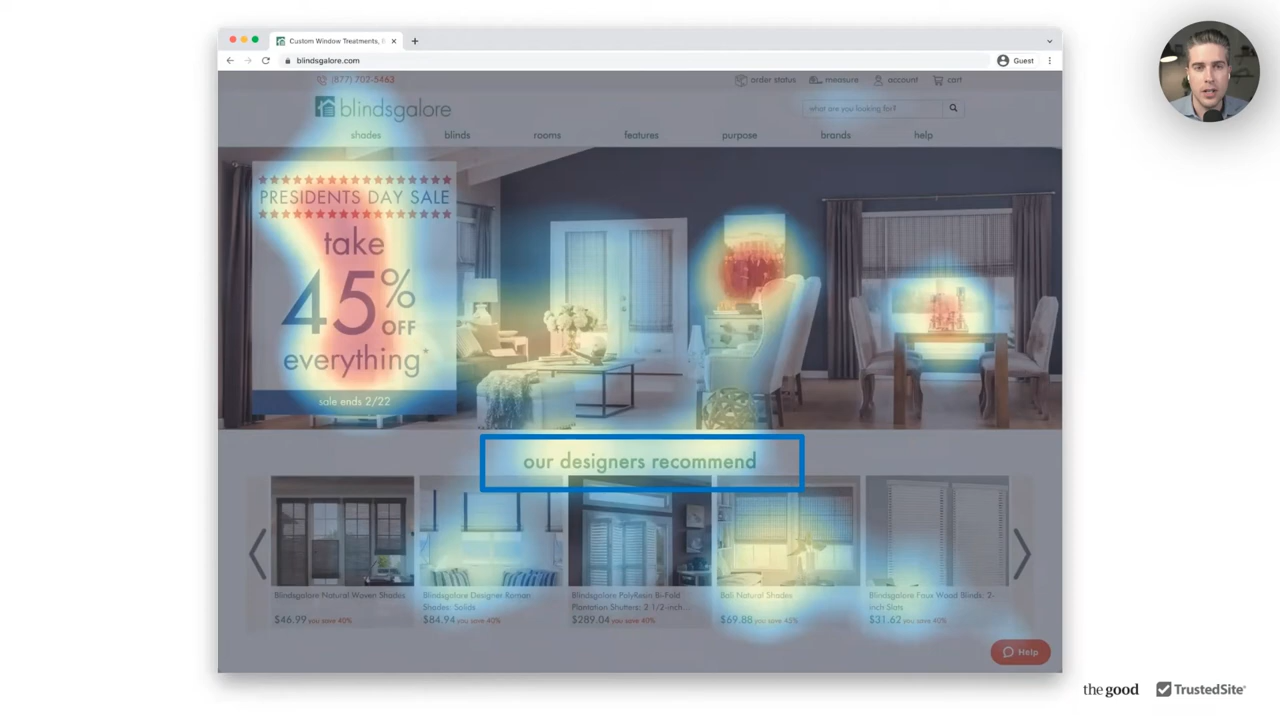 Custom Window Treatments,
blindsgalore.com
Guest
(877) 702-5463
order status
measure
account
cart
blindsgalore
what are you looking for?
shades
blinds
rooms
features
purpose
brands
help
PRESIDENTS DAY SALE
take
45%
OFF
everything*
sale ends 2/22
our designers recommend
Blindsgalore Natural Woven Shades
$46.99 you save 40%
Blindsgalore Designer Roman
Shades: Solids
$84.94 you save 40%
Blindsgalore PolyResin Bi-Fold
Plantation Shutters: 2 1/2-inch...
$289.04 you save 40%
Bali Natural Shades
$69.88 you save 45%
Blindsgalore Faux Wood Blinds: 2-
inch Slats
$31.62 you save 40%
Help
the good
TrustedSite